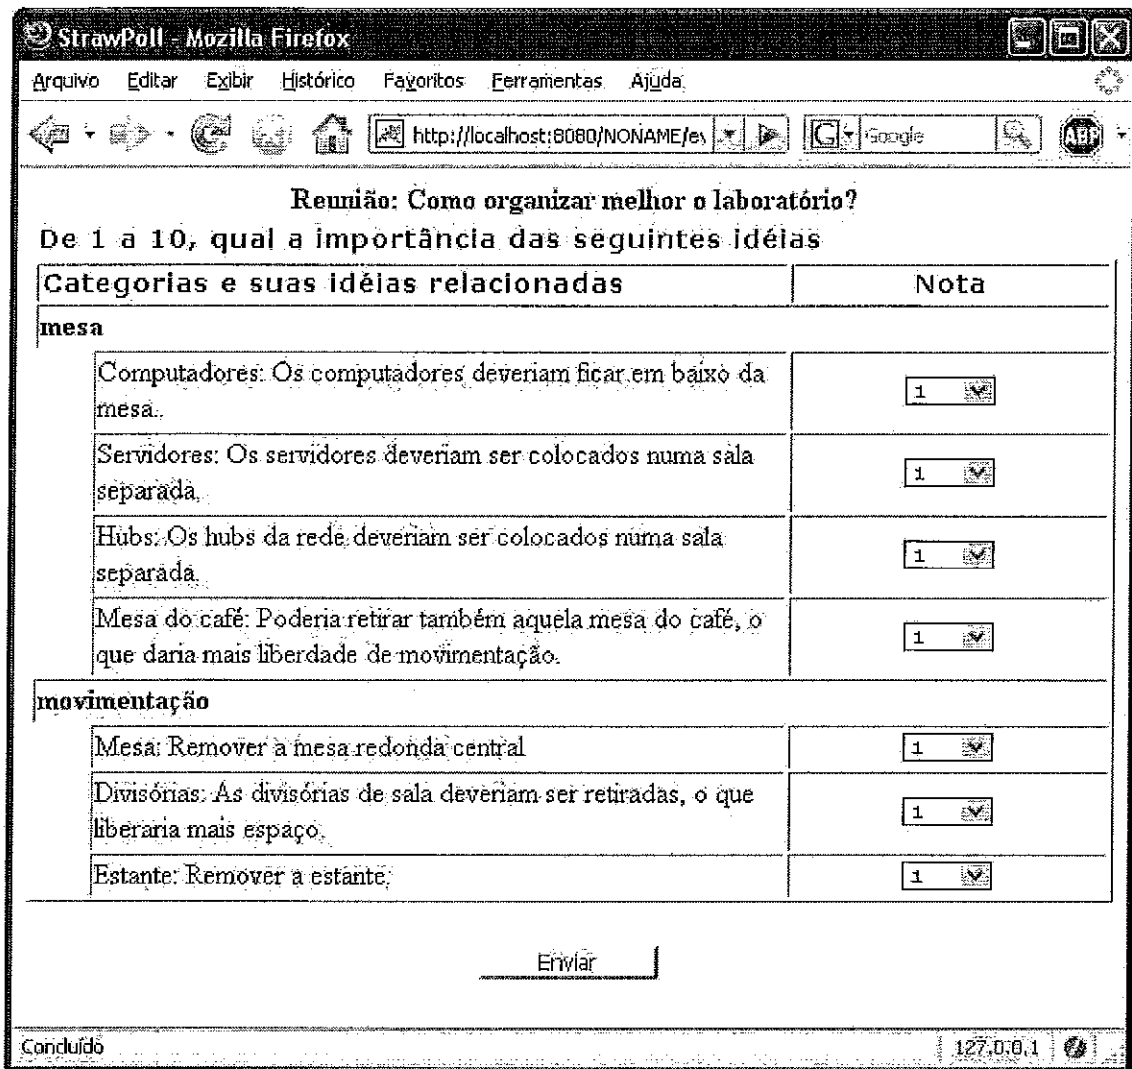 StrawPoll - Mozilla Firefox
Arquivo Editar Exibir Histórico Favoritos Ferramentas Ajuda
http://localhost:8080/NONAME/ev G Google ABP
Reunião: Como organizar melhor o laboratório?
De 1 a 10, qual a importância das seguintes idéias
Categorias e suas idéias relacionadas Nota
mesa
Computadores: Os computadores deveriam ficar em baixo da
mesa. 1
Servidores: Os servidores deveriam ser colocados numa sala
separada. 1
Hubs: Os hubs da rede deveriam ser colocados numa sala
separada. 1
Mesa do café: Poderia retirar também aquela mesa do café, o
que daria mais liberdade de movimentação. 1
movimentação
Mesa: Remover a mesa redonda central 1
Divisórias: As divisórias de sala deveriam ser retiradas, o que
liberaria mais espaço. 1
Estante: Remover a estante. 1
Enviar
Concluído 127.0.0.1